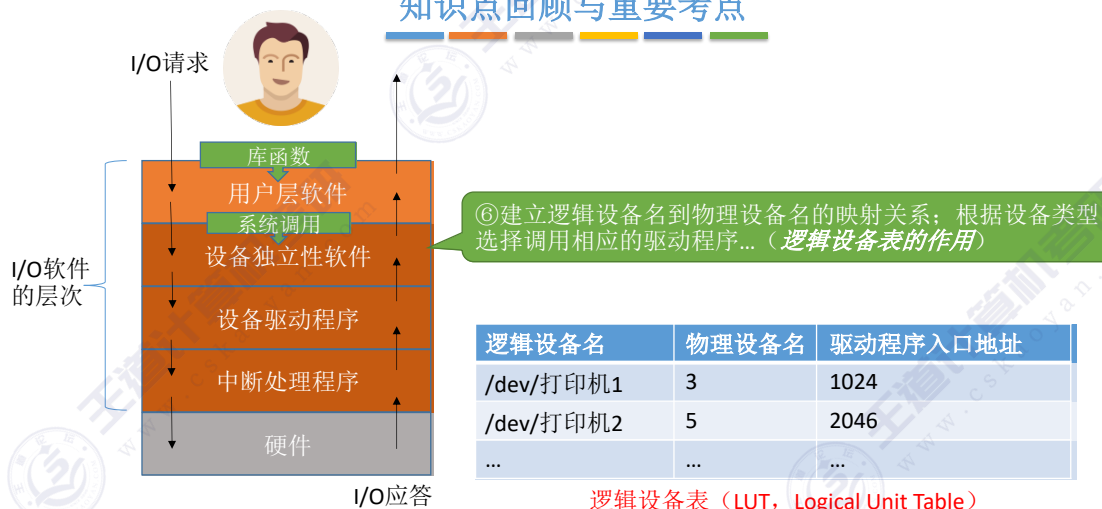 知识点回顾与重要考点
I/O请求
库函数
用户层软件
系统调用
设备独立性软件
设备驱动程序
中断处理程序
硬件
I/O软件
的层次
I/O应答
⑥建立逻辑设备名到物理设备名的映射关系；根据设备类型
选择调用相应的驱动程序…（逻辑设备表的作用）
逻辑设备名 物理设备名 驱动程序入口地址
/dev/打印机1 3 1024
/dev/打印机2 5 2046
… … …
逻辑设备表（LUT，Logical Unit Table）